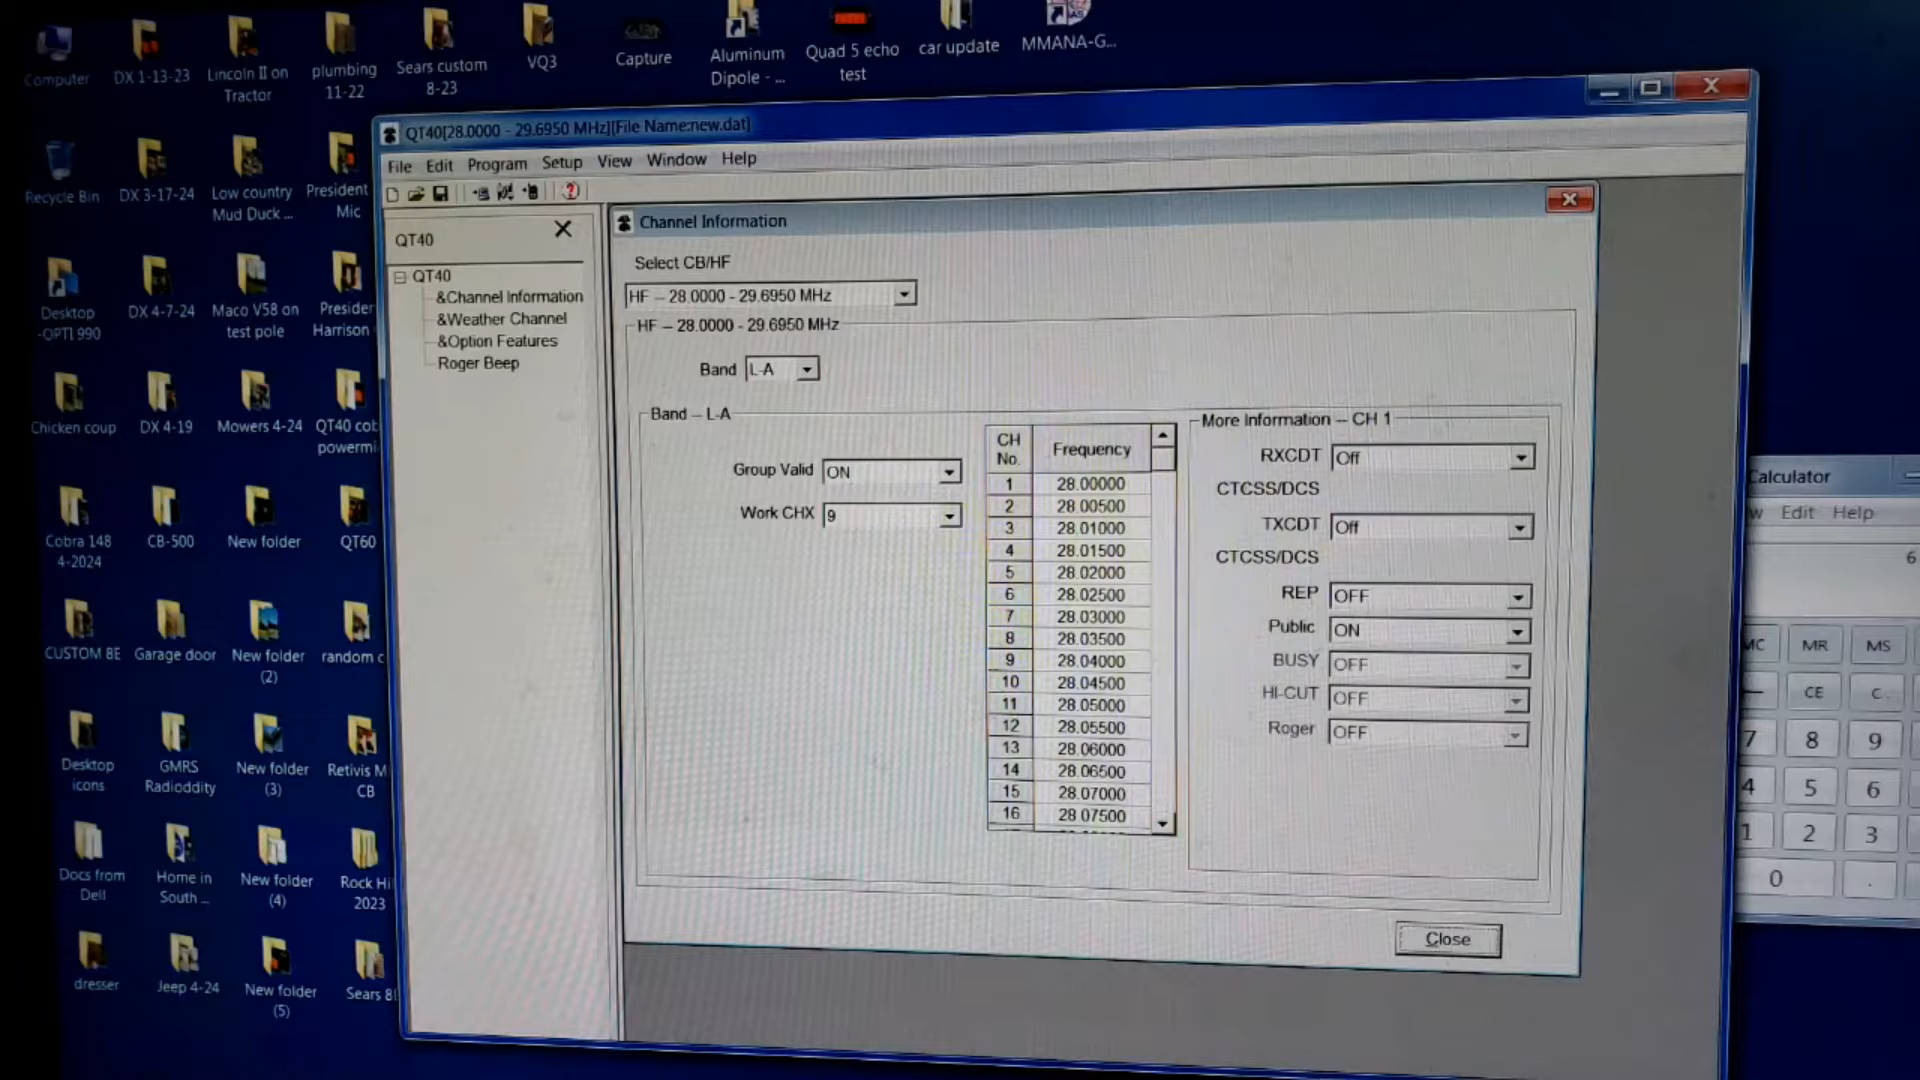 Computer
DX 1-13-23
Lincoln II on
Tractor
plumbing
11-22
Sears custom
8-23
VQ3
Capture
Aluminum
Dipole - ...
Quad 5 echo
test
car update
MMANA-G...
Recycle Bin
DX 3-17-24
Low country
Mud Duck ...
President
Mic
Desktop
-OPTI 990
DX 4-7-24
Maco V58 on
test pole
Presider
Harrison
Chicken coup
DX 4-19
Mowers 4-24
QT40 cob
powermi
Cobra 148
4-2024
CB-500
New folder
QT60
CUSTOM 8E
Garage door
New folder
(2)
random c
Desktop
icons
GMRS
Radioddity
New folder
(3)
Retivis M
CB
Docs from
Dell
Home in
South ...
New folder
(4)
Rock Hi
2023
dresser
Jeep 4-24
New folder
(5)
Sears 8
QT40[28.0000 - 29.6950 MHz][File Name:new.dat]
File Edit Program Setup View Window Help
QT40
QT40
&Channel Information
&Weather Channel
&Option Features
Roger Beep
Channel Information
Select CB/HF
HF -- 28.0000 - 29.6950 MHz
HF -- 28.0000 - 29.6950 MHz
Band L-A
Band -- L-A
Group Valid ON
Work CHX 9
CH No. Frequency
1 28.00000
2 28.00500
3 28.01000
4 28.01500
5 28.02000
6 28.02500
7 28.03000
8 28.03500
9 28.04000
10 28.04500
11 28.05000
12 28.05500
13 28.06000
14 28.06500
15 28.07000
16 28.07500
More Information -- CH 1
RXCDT Off
CTCSS/DCS
TXCDT Off
CTCSS/DCS
REP OFF
Public ON
BUSY OFF
HI-CUT OFF
Roger OFF
Close
Calculator
w Edit Help
6
MC MR MS
CE C
7 8 9
4 5 6
1 2 3
0 .